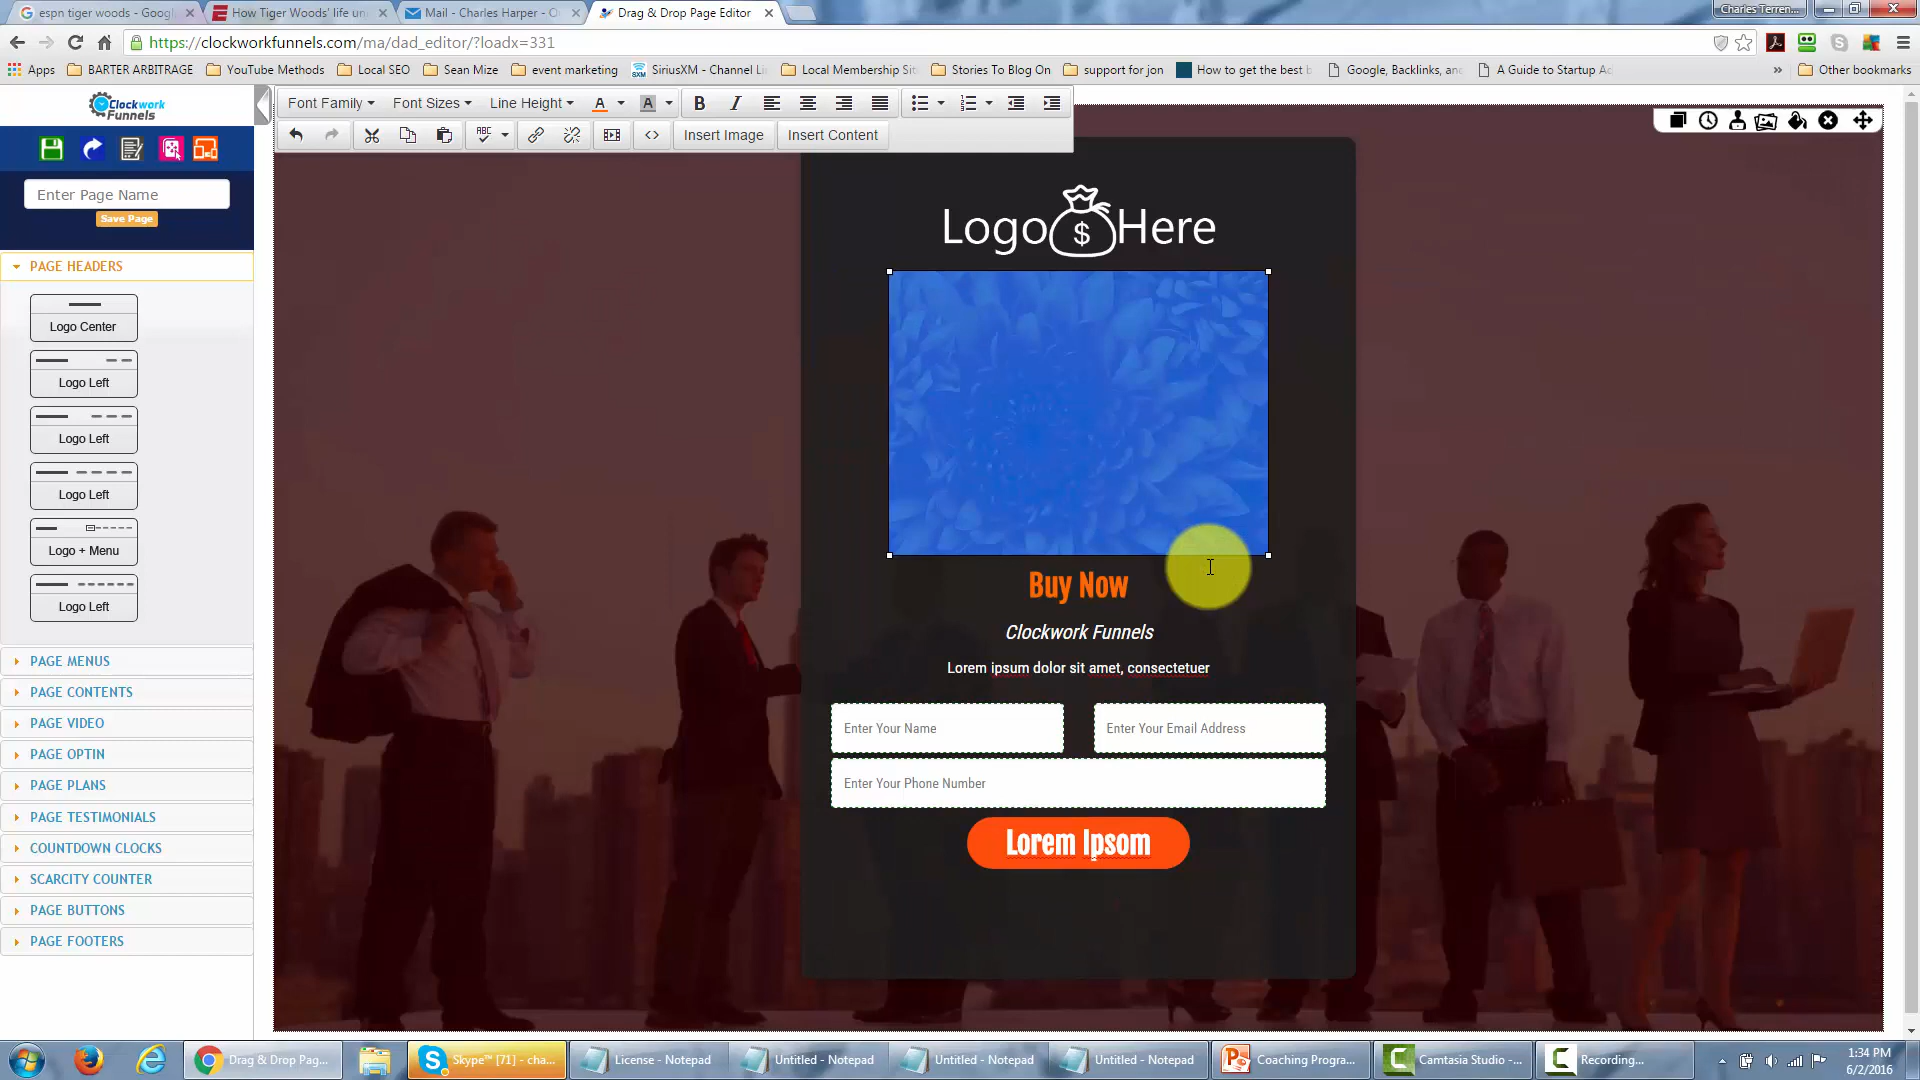 espn tiger woods - Goog
How Tiger Woods' life un
Mail - Charles Harper - O
Drag & Drop Page Editor
Charles Terren...
https://clockworkfunnels.com/ma/dad_editor/?loadx=331
Apps
BARTER ARBITRAGE
YouTube Methods
Local SEO
Sean Mize
event marketing
SiriusXM - Channel Li
Local Membership Sit
Stories To Blog On
support for jon
How to get the best b
Google, Backlinks, and
A Guide to Startup Ac
»
Other bookmarks
Clockwork
Funnels
Font Family
Font Sizes
Line Height
A
A
B
I
ABC
<>
Insert Image
Insert Content
Enter Page Name
Save Page
PAGE HEADERS
Logo Center
Logo Left
Logo Left
Logo Left
Logo + Menu
Logo Left
PAGE MENUS
PAGE CONTENTS
PAGE VIDEO
PAGE OPTIN
PAGE PLANS
PAGE TESTIMONIALS
COUNTDOWN CLOCKS
SCARCITY COUNTER
PAGE BUTTONS
PAGE FOOTERS
Logo $ Here
Buy Now
Clockwork Funnels
Lorem ipsum dolor sit amet, consectetuer
Enter Your Name
Enter Your Email Address
Enter Your Phone Number
Lorem Ipsom
Drag & Drop Pag...
Skype™ [71] - cha...
License - Notepad
Untitled - Notepad
Untitled - Notepad
Untitled - Notepad
Coaching Progra...
Camtasia Studio -...
Recording...
1:34 PM
6/2/2016